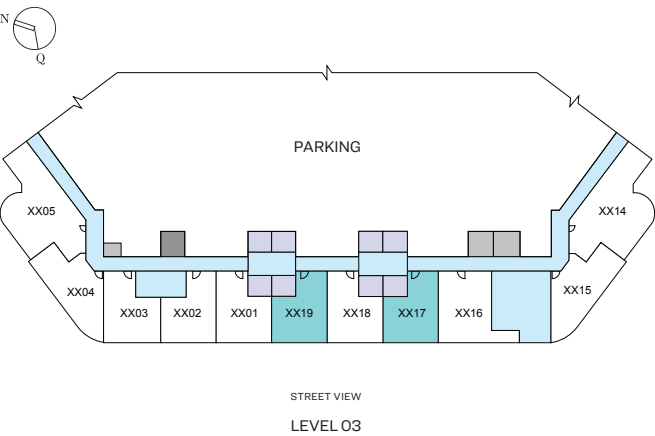 N
Q
PARKING
XX05
XX14
XX04
XX15
XX03
XX02
XX01
XX19
XX18
XX17
XX16
STREET VIEW
LEVEL 03